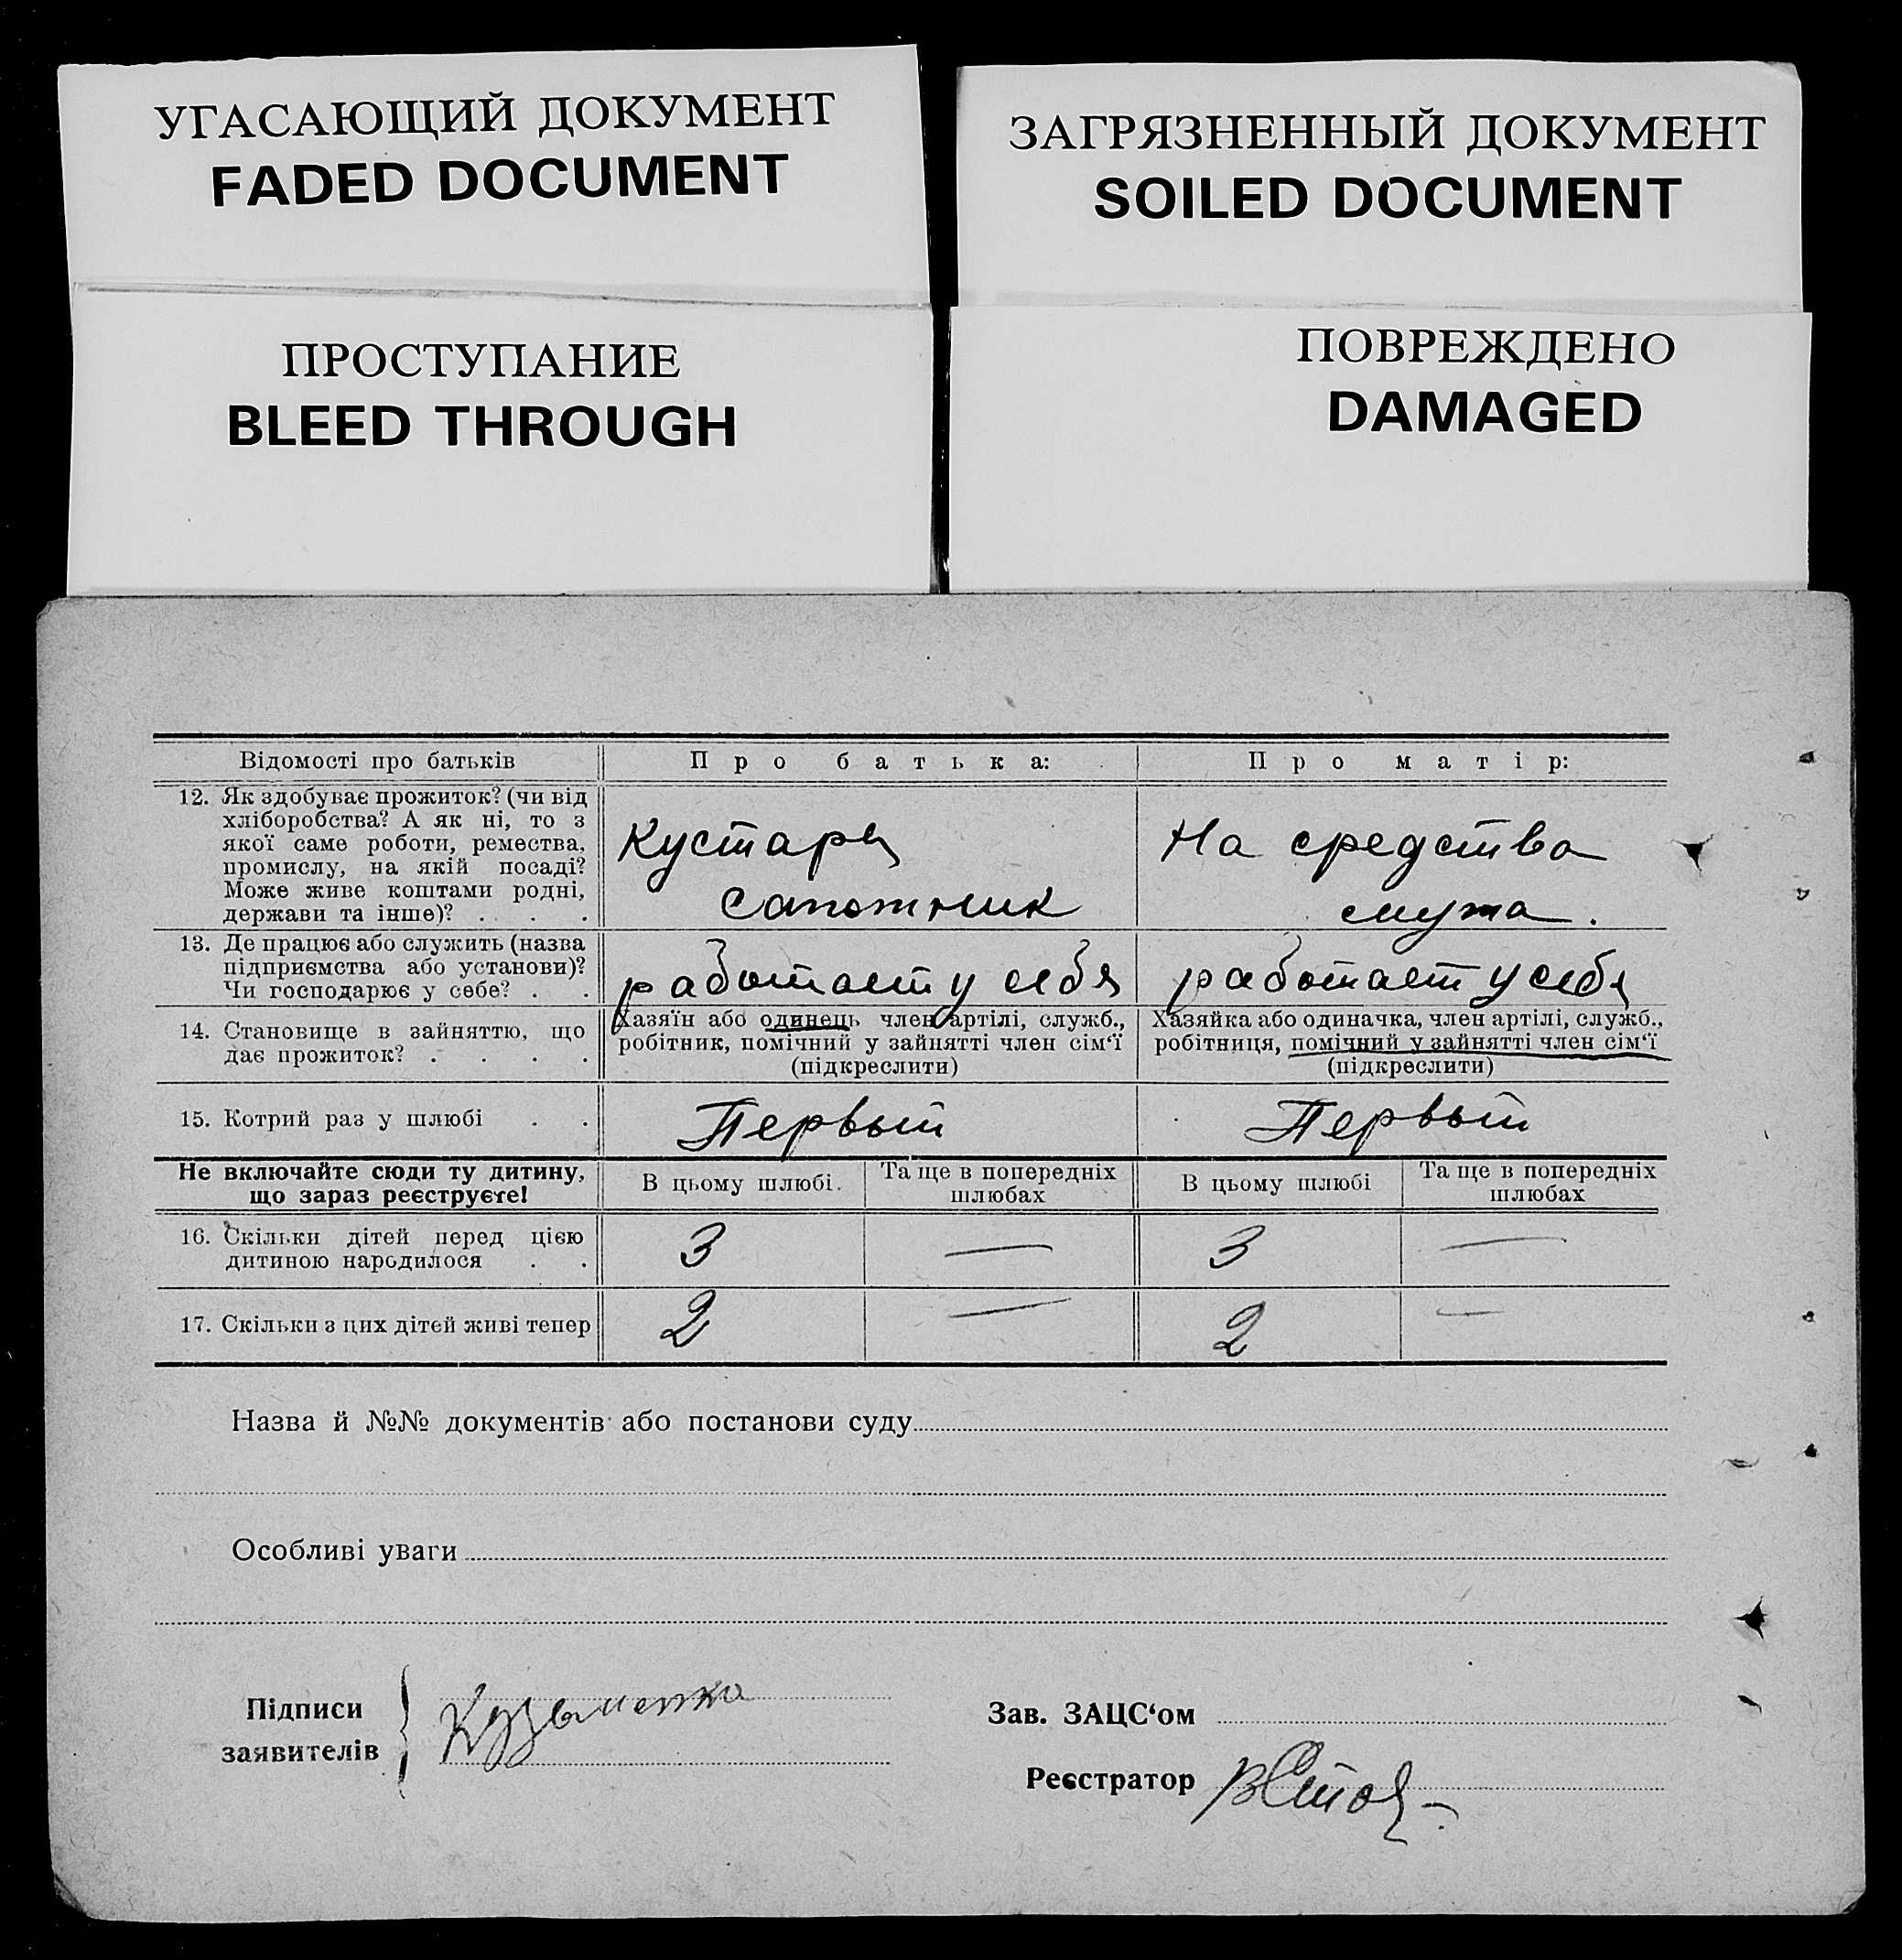 УГАСАЮЩИЙ ДОКУМЕНТ
FADED DOCUMENT
ЗАГРЯЗНЕННЫЙ ДОКУМЕНТ
SOILED DOCUMENT
ПРОСТУПАНИЕ
BLEED THROUGH
ПОВРЕЖДЕНО
DAMAGED
Відомості про батьків
Про батька:
Про матір:
12. Як здобуває прожиток? (чи від
хліборобства? А як ні, то з
якої саме роботи, ремества,
промислу, на якій посаді?
Може живе коштами родні,
держави та інше)? . . .
Кустарь
сапожник
На средства
мужа.
13. Де працює або служить (назва
підприємства або установи)?
Чи господарює у себе? . .
работает у себя
работает у себя
14. Становище в зайняттю, що
дає прожиток? . . . .
Хазяїн або одинець член артілі, служб.,
робітник, помічний у зайнятті член сім'ї
(підкреслити)
Хазяйка або одиначка, член артілі, служб.,
робітниця, помічний у зайнятті член сім'ї
(підкреслити)
15. Котрий раз у шлюбі . .
Первый
Первый
Не включайте сюди ту дитину,
що зараз реєструєте!
В цьому шлюбі.
Та ще в попередніх
шлюбах
В цьому шлюбі
Та ще в попередніх
шлюбах
16. Скільки дітей перед цією
дитиною народилося . .
3
—
3
—
17. Скільки з цих дітей живі тепер
2
—
2
—
Назва й №№ документів або постанови суду
Особливі уваги
Підписи
заявителів
Кузьменко
Зав. ЗАЦС'ом
Реєстратор